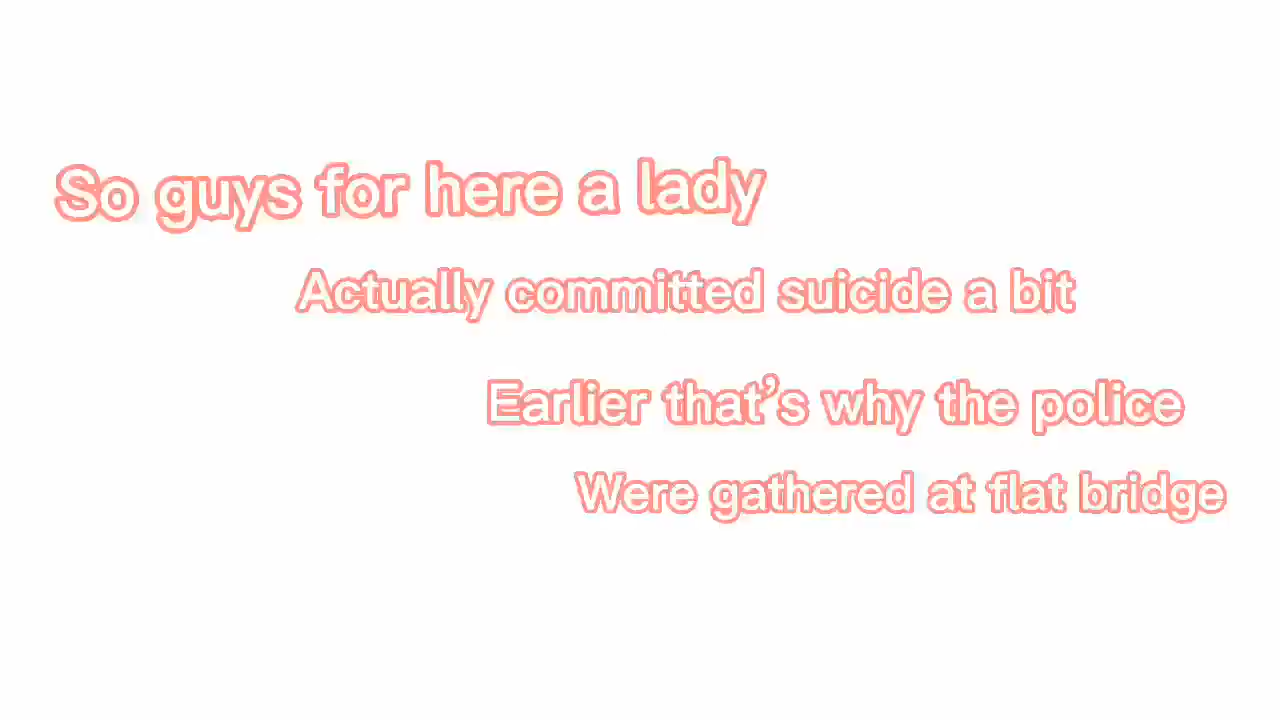 So guys for here a lady
Actually committed suicide a bit
Earlier that’s why the police
Were gathered at flat bridge